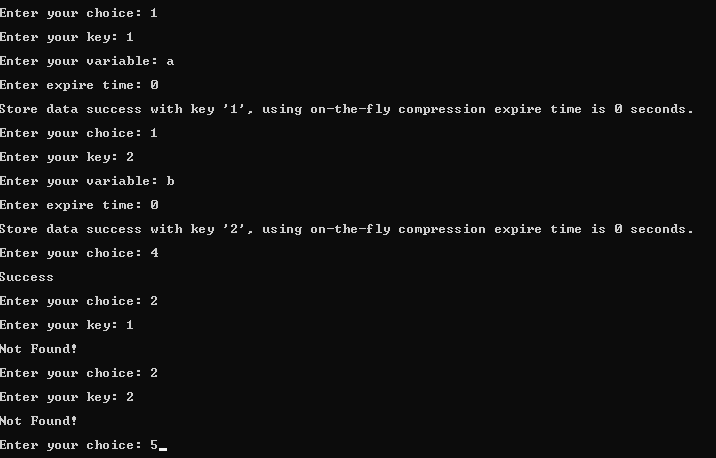 Enter your choice: 1
Enter your key: 1
Enter your variable: a
Enter expire time: 0
Store data success with key '1', using on-the-fly compression expire time is 0 seconds.
Enter your choice: 1
Enter your key: 2
Enter your variable: b
Enter expire time: 0
Store data success with key '2', using on-the-fly compression expire time is 0 seconds.
Enter your choice: 4
Success
Enter your choice: 2
Enter your key: 1
Not Found!
Enter your choice: 2
Enter your key: 2
Not Found!
Enter your choice: 5